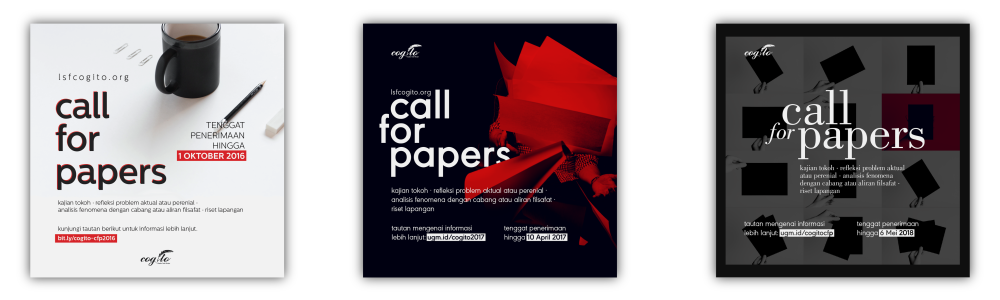 lsfcogito.org
call
for
papers
TENGGAT
PENERIMAAN
HINGGA
1 OKTOBER 2016
kajian tokoh · refleksi problem aktual atau perenial ·
analisis fenomena dengan cabang atau aliran filsafat · riset lapangan
kunjungi tautan berikut untuk informasi lebih lanjut.
bit.ly/cogito-cfp2016
cogito
cogito
lsfcogito.org
call
for
papers
kajian tokoh · refleksi problem aktual atau perenial ·
analisis fenomena dengan cabang atau aliran filsafat ·
riset lapangan
tautan mengenai informasi
lebih lanjut: ugm.id/cogito2017
tenggat penerimaan
hingga 10 April 2017
cogito
call
for papers
kajian tokoh · refleksi problem aktual
atau perenial · analisis fenomena
dengan cabang atau aliran filsafat ·
riset lapangan
tautan mengenai informasi
lebih lanjut: ugm.id/cogitocfp
tenggat penerimaan
hingga 6 Mei 2018